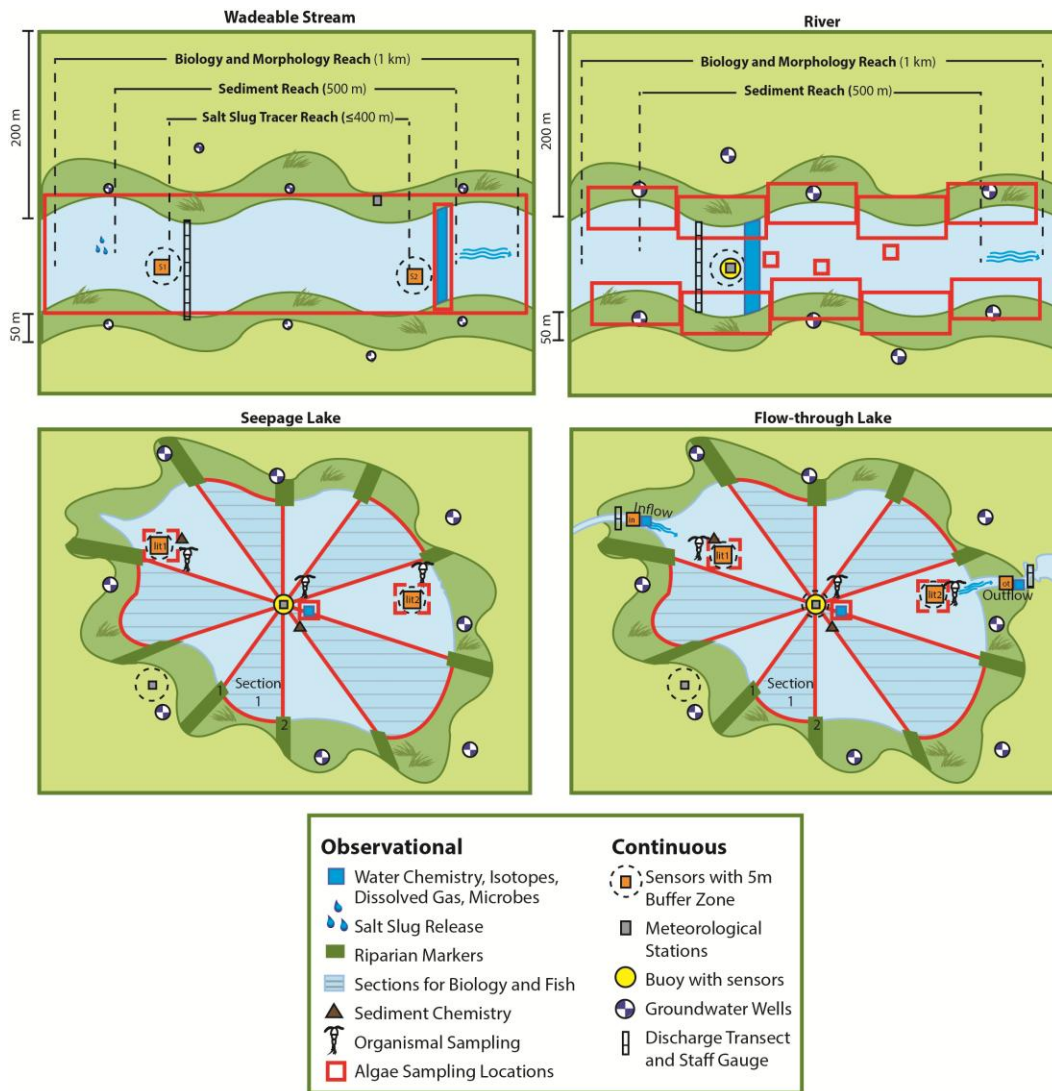 Wadeable Stream
Biology and Morphology Reach (1 km)
Sediment Reach (500 m)
Salt Slug Tracer Reach (≤400 m)
200 m
50 m
S1
S2
River
Biology and Morphology Reach (1 km)
Sediment Reach (500 m)
200 m
50 m
Seepage Lake
lit1
lit2
Section
1
1
2
Flow-through Lake
Inflow
in
lit1
lit2
ot
Outflow
Section
1
1
2
Observational
Water Chemistry, Isotopes,
Dissolved Gas, Microbes
Salt Slug Release
Riparian Markers
Sections for Biology and Fish
Sediment Chemistry
Organismal Sampling
Algae Sampling Locations
Continuous
Sensors with 5m
Buffer Zone
Meteorological
Stations
Buoy with sensors
Groundwater Wells
Discharge Transect
and Staff Gauge